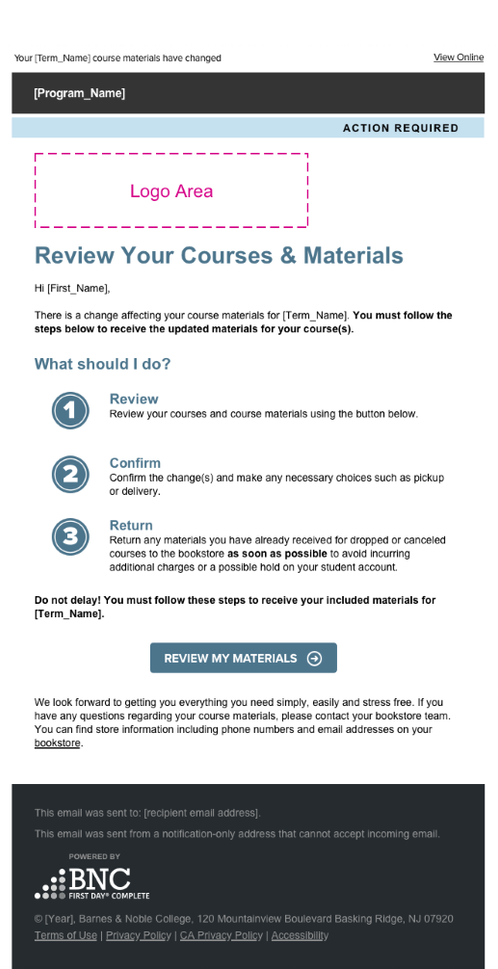 Your [Term_Name] course materials have changed
View Online
[Program_Name]
ACTION REQUIRED
Logo Area
Review Your Courses & Materials
Hi [First_Name],
There is a change affecting your course materials for [Term_Name]. You must follow the
steps below to receive the updated materials for your course(s).
What should I do?
1
Review
Review your courses and course materials using the button below.
2
Confirm
Confirm the change(s) and make any necessary choices such as pickup
or delivery.
3
Return
Return any materials you have already received for dropped or canceled
courses to the bookstore as soon as possible to avoid incurring
additional charges or a possible hold on your student account.
Do not delay! You must follow these steps to receive your included materials for
[Term_Name].
REVIEW MY MATERIALS
We look forward to getting you everything you need simply, easily and stress free. If you
have any questions regarding your course materials, please contact your bookstore team.
You can find store information including phone numbers and email addresses on your
bookstore.
This email was sent to: [recipient email address].
This email was sent from a notification-only address that cannot accept incoming email.
POWERED BY
BNC
FIRST DAY® COMPLETE
© [Year], Barnes & Noble College, 120 Mountainview Boulevard Basking Ridge, NJ 07920
Terms of Use | Privacy Policy | CA Privacy Policy | Accessibility